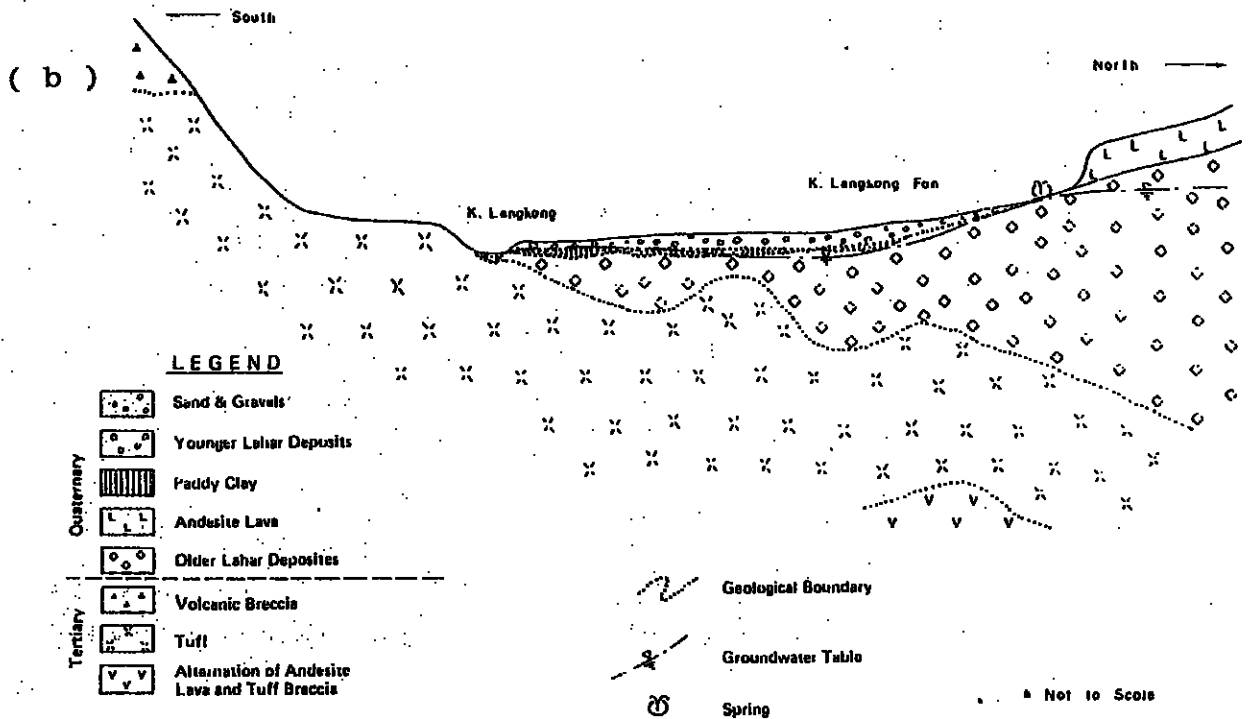 South
( b )
North
K. Langkong Fan
K. Langkong
LEGEND
Sand & Gravels
Younger Lahar Deposits
Paddy Clay
Andesite Lava
Older Lahar Deposites
Quaternary
Volcanic Breccia
Tuff
Alternation of Andesite
Lava and Tuff Breccia
Tertiary
Geological Boundary
Groundwater Table
Spring
* Not to Scale